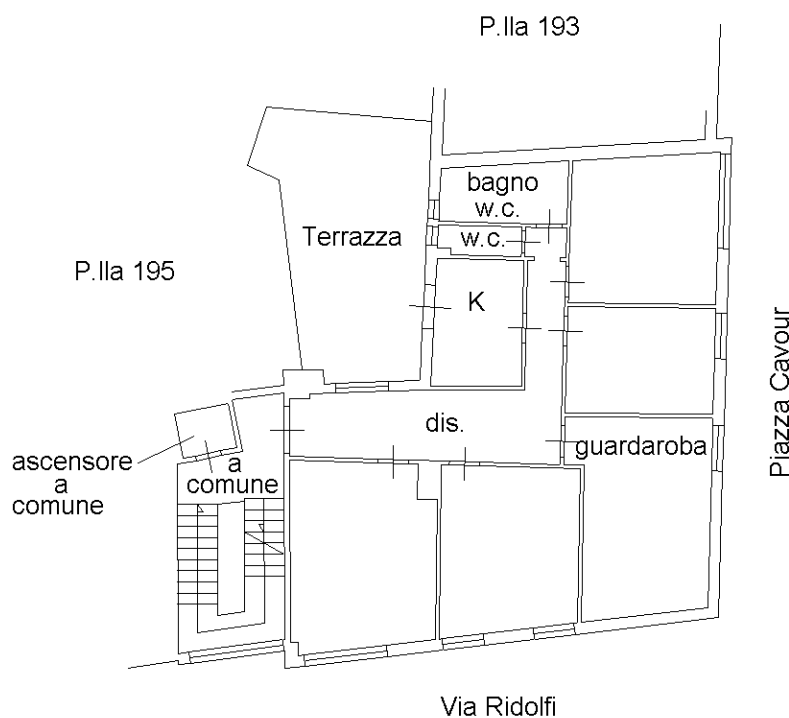 P.lla 193
bagno
w.c.
w.c.
Terrazza
P.lla 195
K
Piazza Cavour
dis.
guardaroba
ascensore
a
comune
a
comune
Via Ridolfi